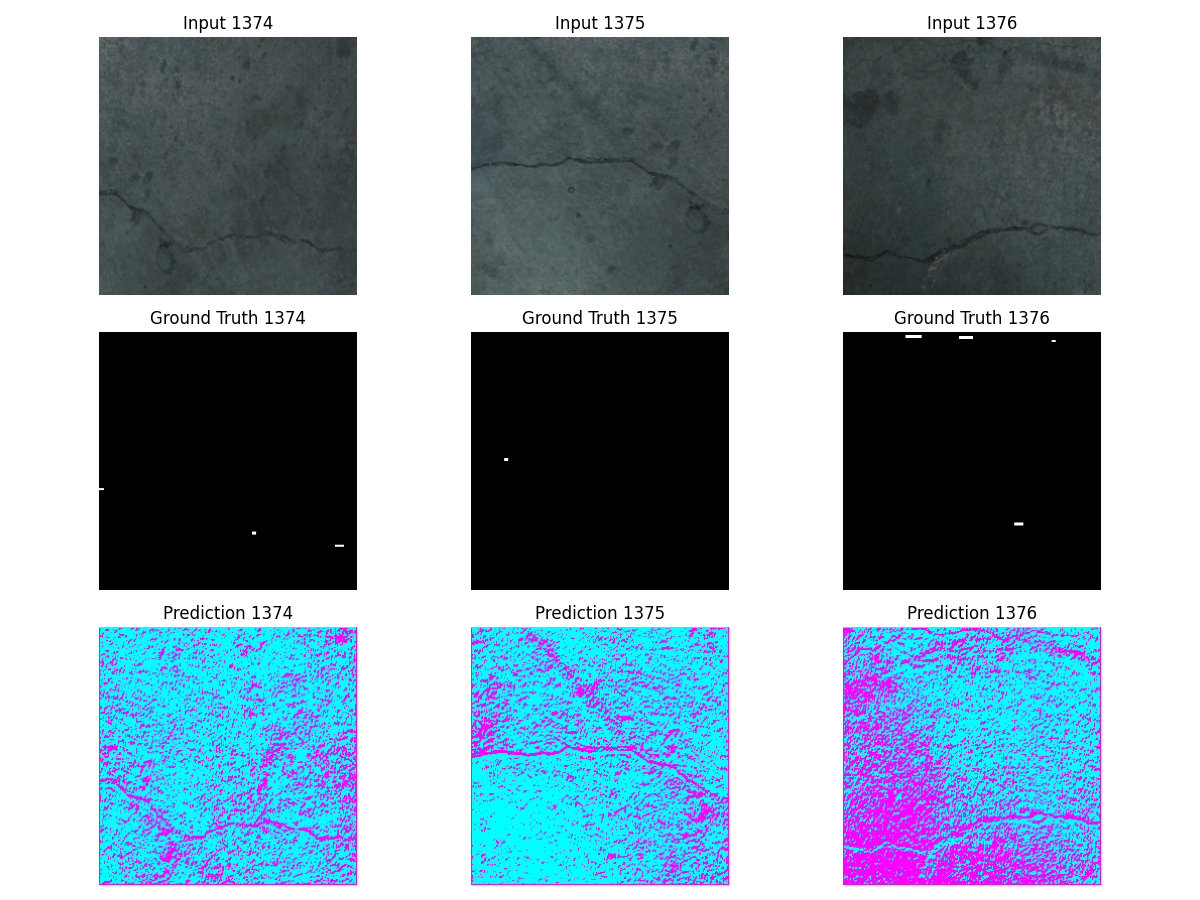 Input 1374
Input 1375
Input 1376
Ground Truth 1374
Ground Truth 1375
Ground Truth 1376
Prediction 1374
Prediction 1375
Prediction 1376